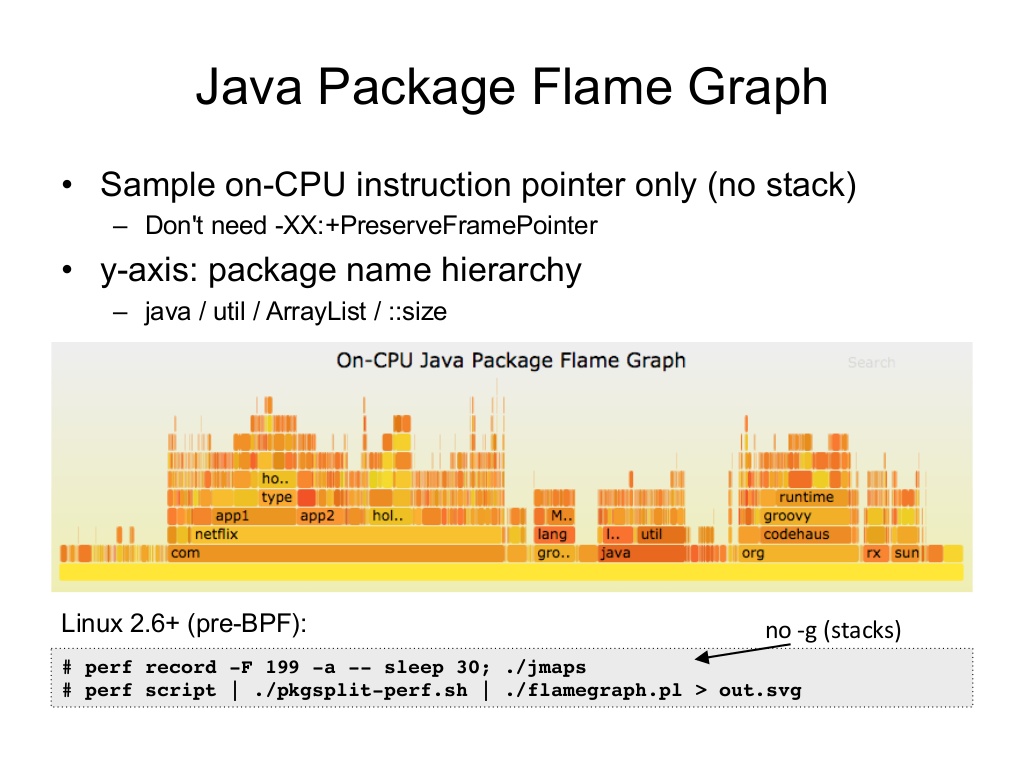 Java Package Flame Graph
• Sample on-CPU instruction pointer only (no stack)
– Don't need -XX:+PreserveFramePointer
• y-axis: package name hierarchy
– java / util / ArrayList / ::size
On-CPU Java Package Flame Graph
Search
ho..
type runtime
app1 app2 hol.. M.. groovy
netflix lang l.. util codehaus
com gro.. java org rx sun
Linux 2.6+ (pre-BPF):
no -g (stacks)
# perf record -F 199 -a -- sleep 30; ./jmaps
# perf script | ./pkgsplit-perf.sh | ./flamegraph.pl > out.svg